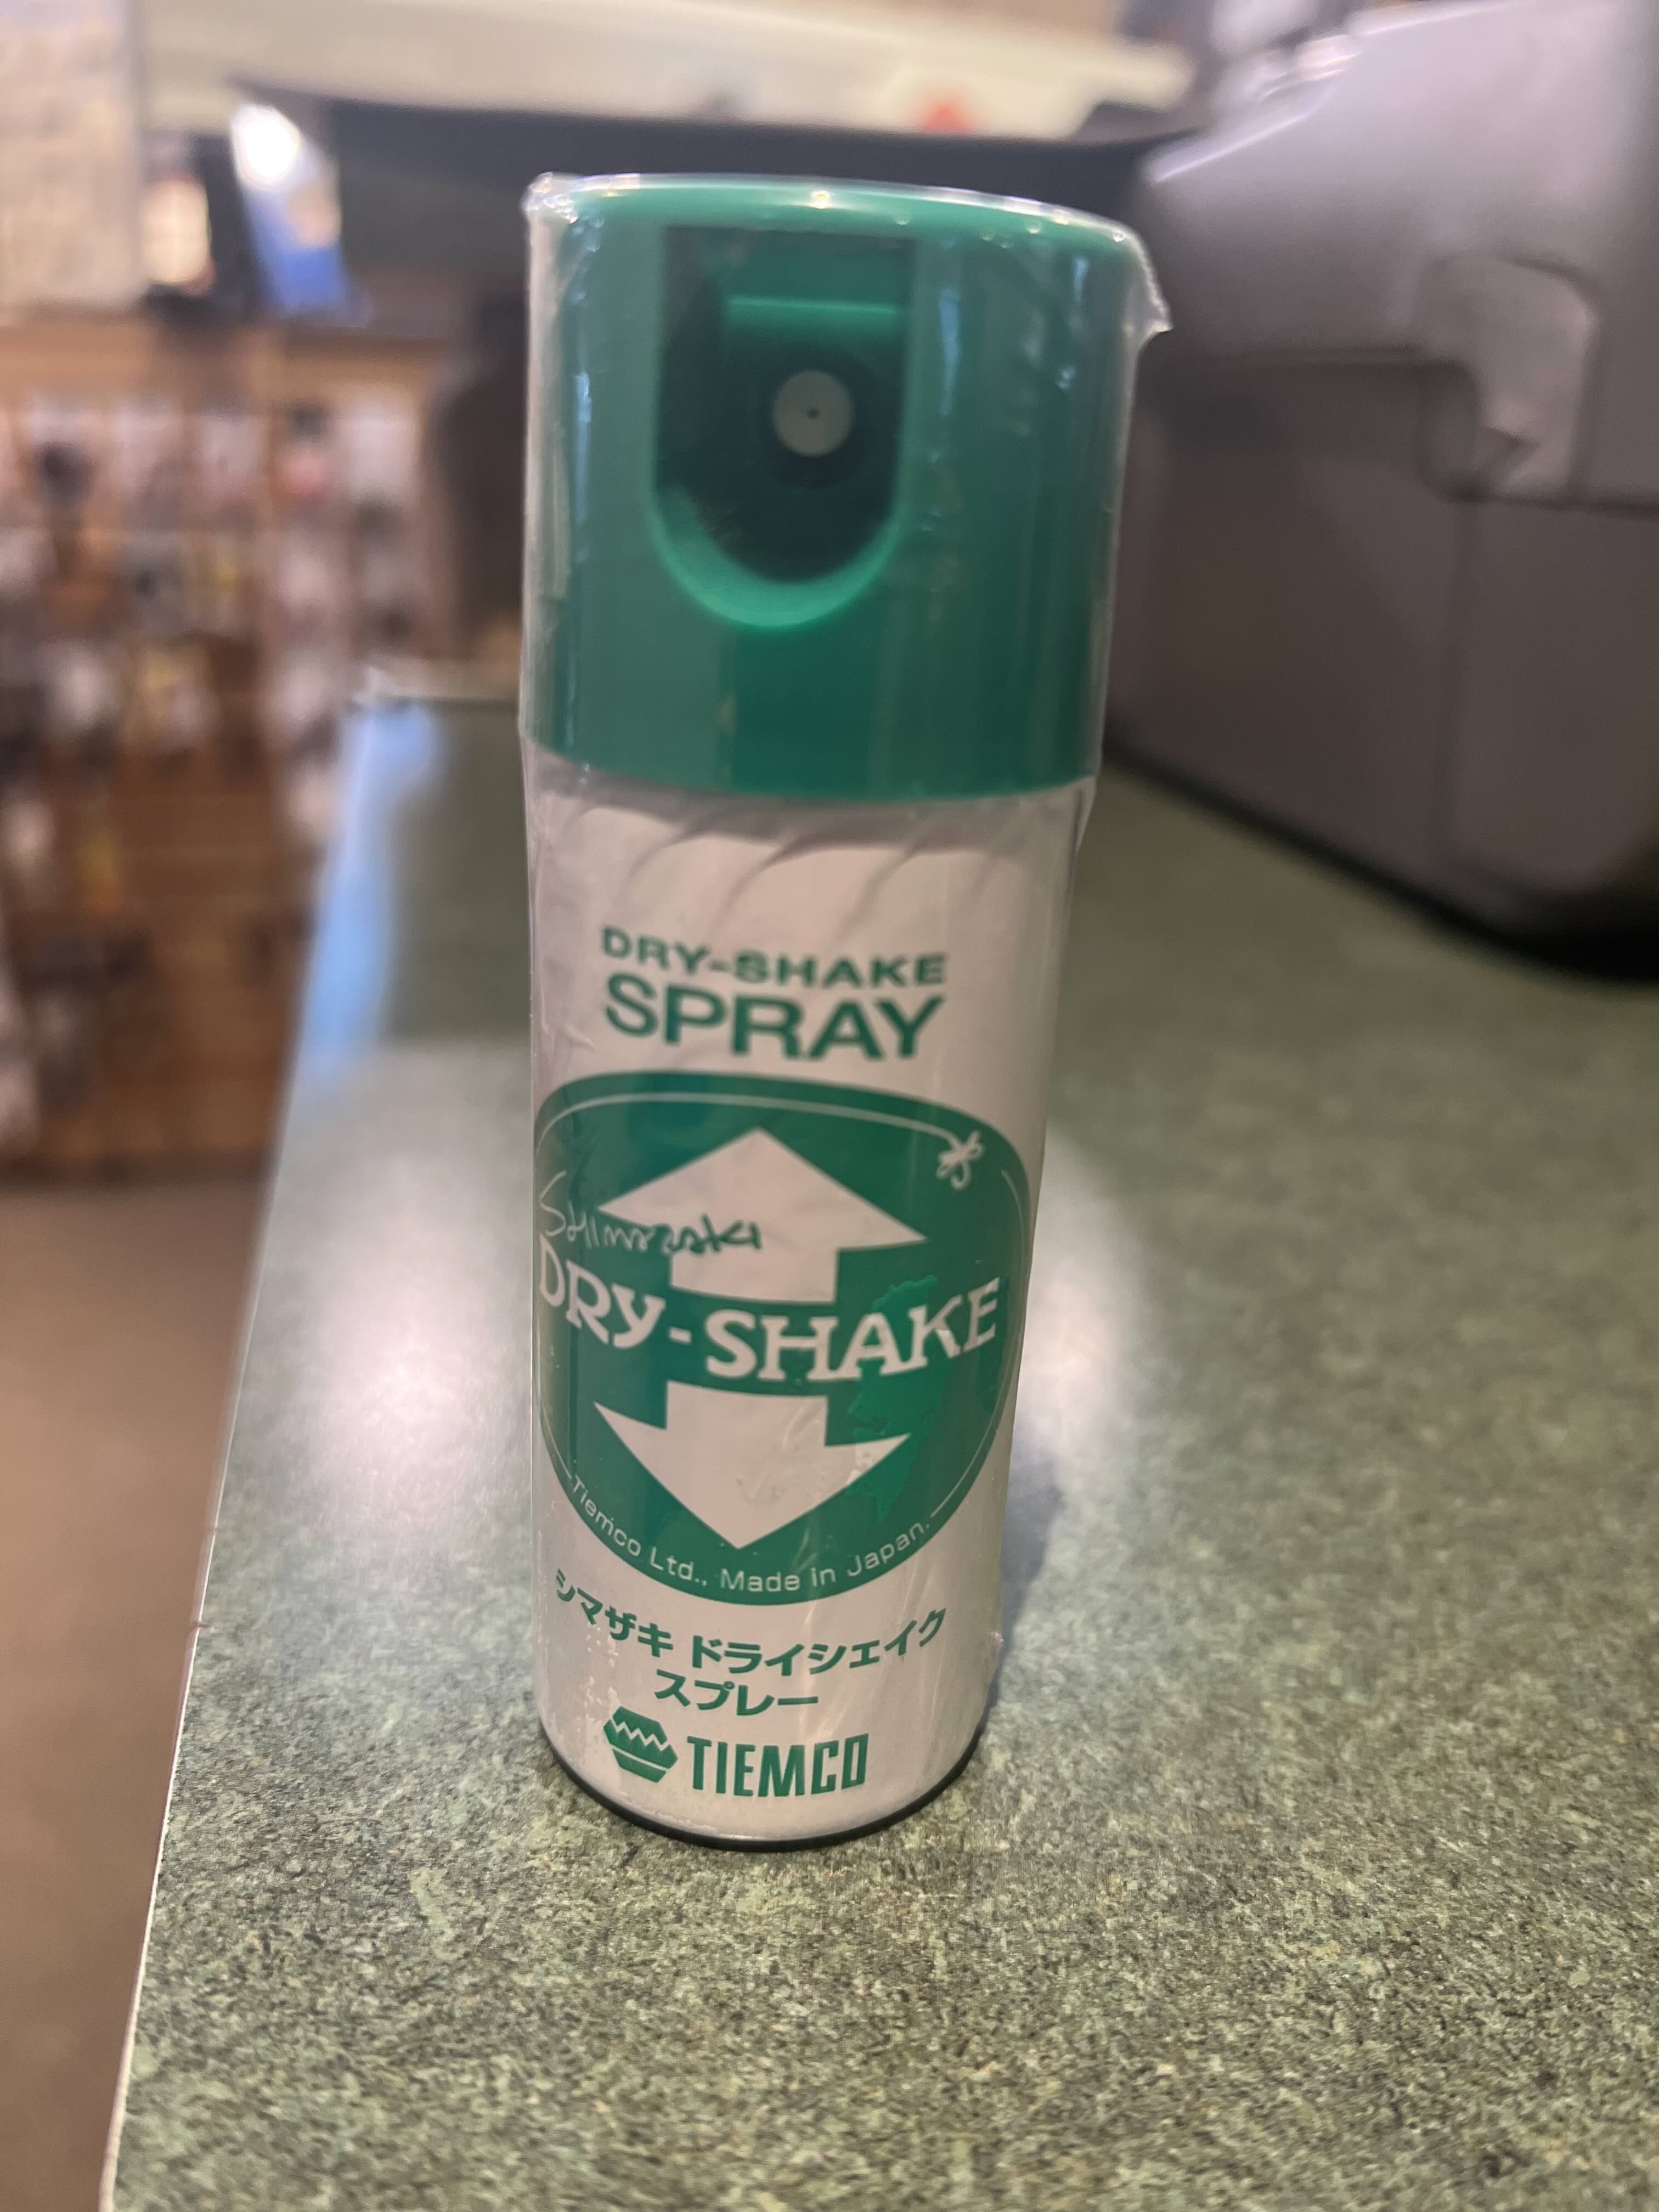 DRY-SHAKE
SPRAY
Shimazaki
DRY-SHAKE
Tiemco Ltd., Made in Japan.
シマザキ ドライシェイク
スプレー
TIEMCO